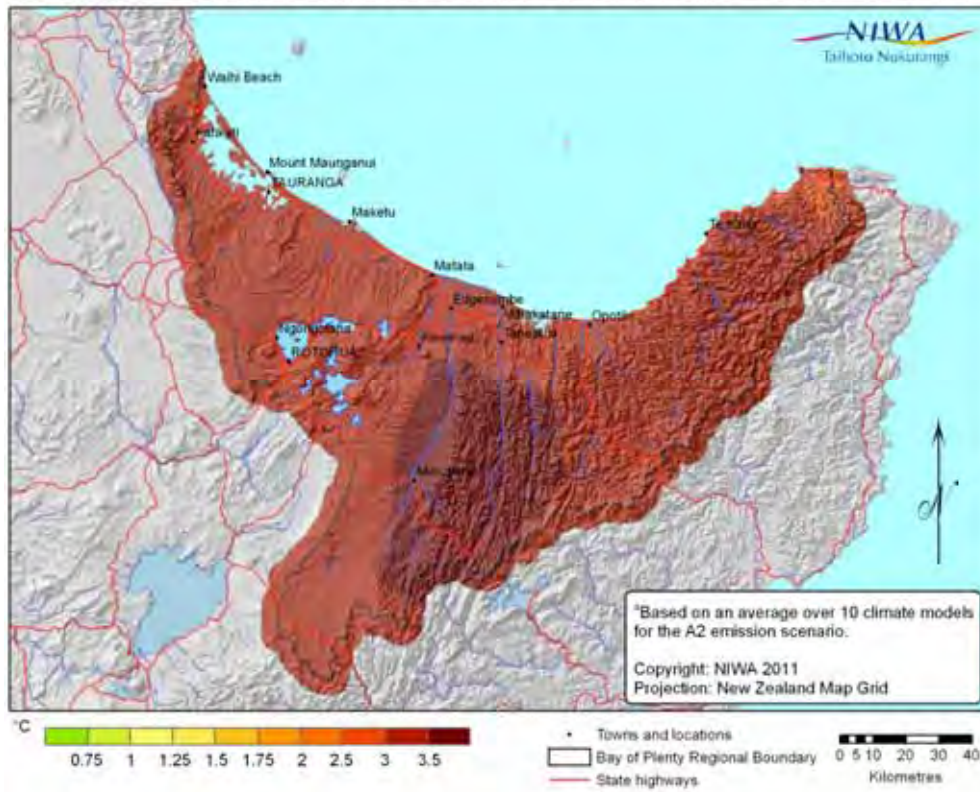 NIWA
Taihoro Nukurangi
Waihi Beach
Mount Maunganui
TAURANGA
Maketu
Matata
Edgecumbe
Whakatane
Opotiki
Taneatua
Ngongotaha
ROTORUA
Based on an average over 10 climate models
for the A2 emission scenario.
Copyright: NIWA 2011
Projection: New Zealand Map Grid
°C
0.75 1 1.25 1.5 2 2.5 3 3.5
Towns and locations
Bay of Plenty Regional Boundary
State highways
0 5 10 20 30 40
Kilometres